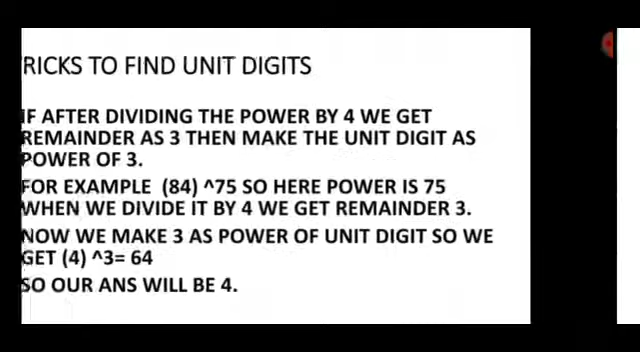 RICKS TO FIND UNIT DIGITS
IF AFTER DIVIDING THE POWER BY 4 WE GET
REMAINDER AS 3 THEN MAKE THE UNIT DIGIT AS
POWER OF 3.
FOR EXAMPLE (84) ^75 SO HERE POWER IS 75
WHEN WE DIVIDE IT BY 4 WE GET REMAINDER 3.
NOW WE MAKE 3 AS POWER OF UNIT DIGIT SO WE
GET (4) ^3= 64
SO OUR ANS WILL BE 4.